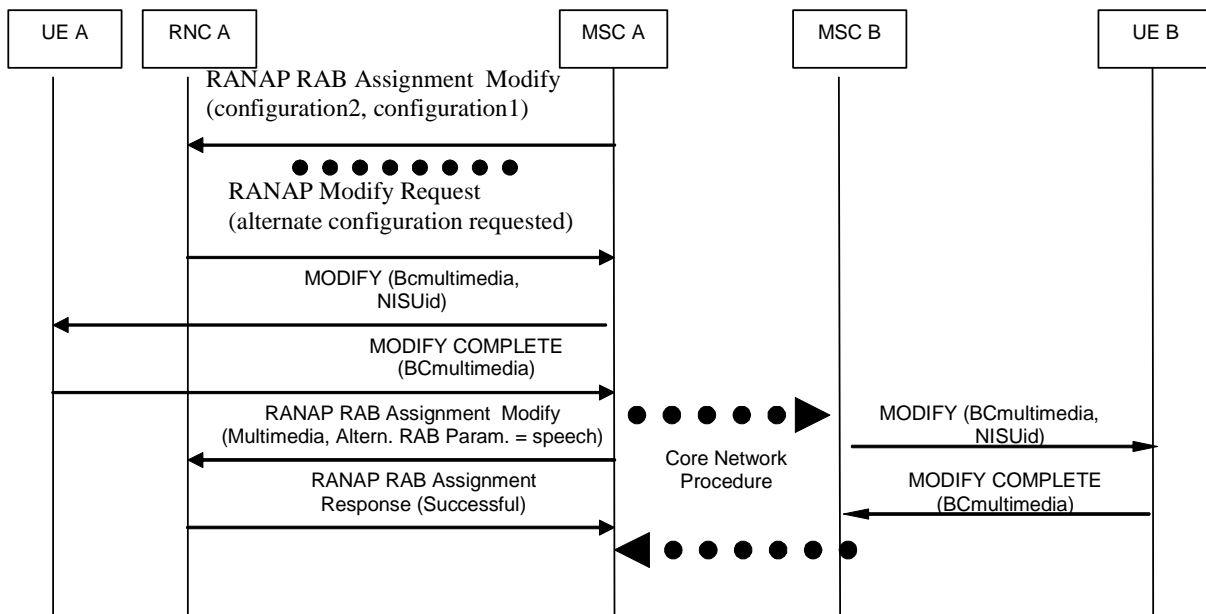 UE A
RNC A
MSC A
MSC B
UE B
RANAP RAB Assignment  Modify
(configuration2, configuration1)
RANAP Modify Request
(alternate configuration requested)
MODIFY (Bcmultimedia,
NISUid)
MODIFY COMPLETE
(BCmultimedia)
RANAP RAB Assignment  Modify
(Multimedia, Altern. RAB Param. = speech)
RANAP RAB Assignment
Response (Successful)
Core Network
Procedure
MODIFY (BCmultimedia,
NISUid)
MODIFY COMPLETE
(BCmultimedia)